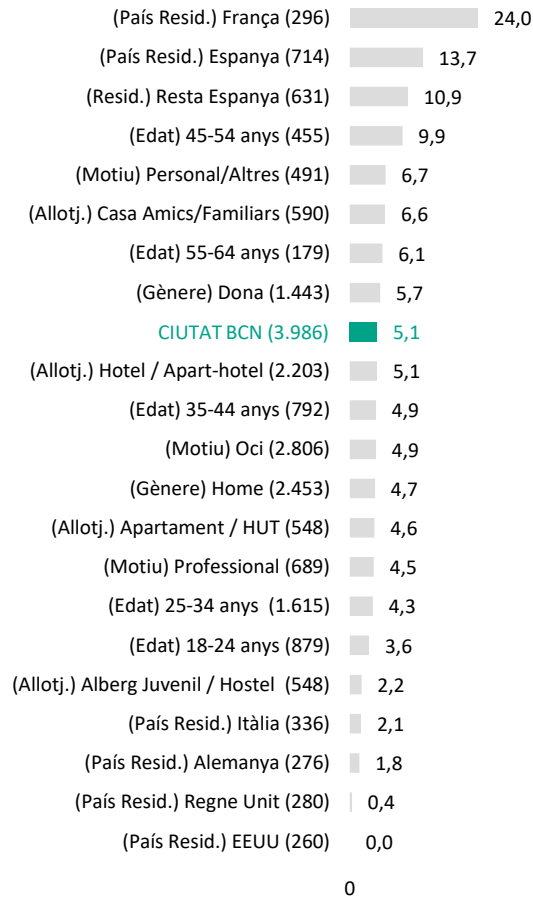 (País Resid.) França (296) 24,0
(País Resid.) Espanya (714) 13,7
(Resid.) Resta Espanya (631) 10,9
(Edat) 45-54 anys (455) 9,9
(Motiu) Personal/Altres (491) 6,7
(Allotj.) Casa Amics/Familiars (590) 6,6
(Edat) 55-64 anys (179) 6,1
(Gènere) Dona (1.443) 5,7
CIUTAT BCN (3.986) 5,1
(Allotj.) Hotel / Apart-hotel (2.203) 5,1
(Edat) 35-44 anys (792) 4,9
(Motiu) Oci (2.806) 4,9
(Gènere) Home (2.453) 4,7
(Allotj.) Apartament / HUT (548) 4,6
(Motiu) Professional (689) 4,5
(Edat) 25-34 anys (1.615) 4,3
(Edat) 18-24 anys (879) 3,6
(Allotj.) Alberg Juvenil / Hostel (548) 2,2
(País Resid.) Itàlia (336) 2,1
(País Resid.) Alemanya (276) 1,8
(País Resid.) Regne Unit (280) 0,4
(País Resid.) EEUU (260) 0,0
0